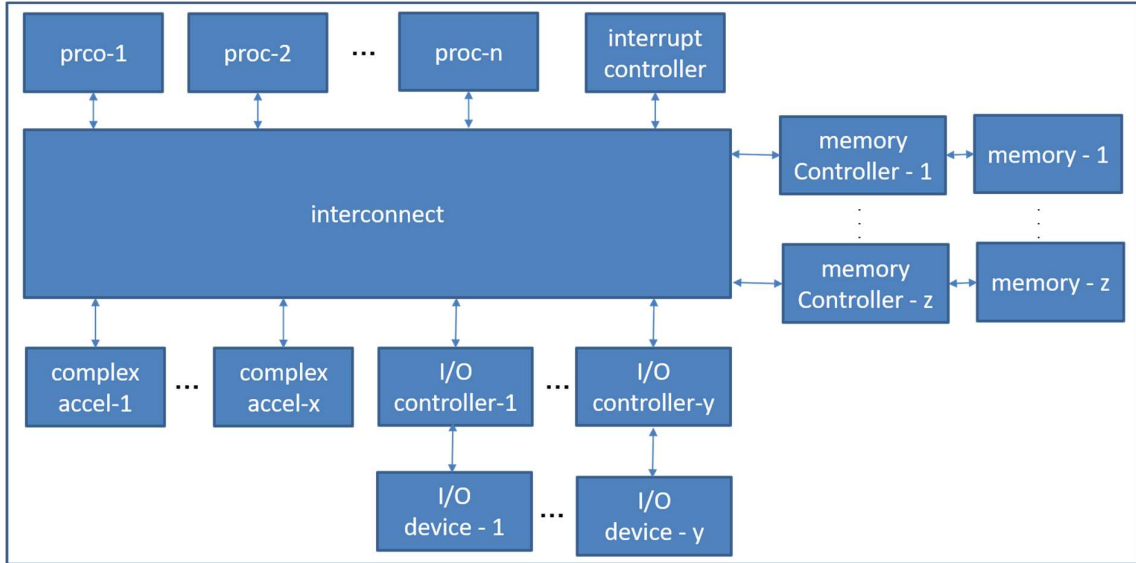 prco-1
proc-2
...
proc-n
interrupt
controller
interconnect
memory
Controller - 1
memory - 1
memory
Controller - z
memory - z
complex
accel-1
...
complex
accel-x
I/O
controller-1
...
I/O
controller-y
I/O
device - 1
...
I/O
device - y